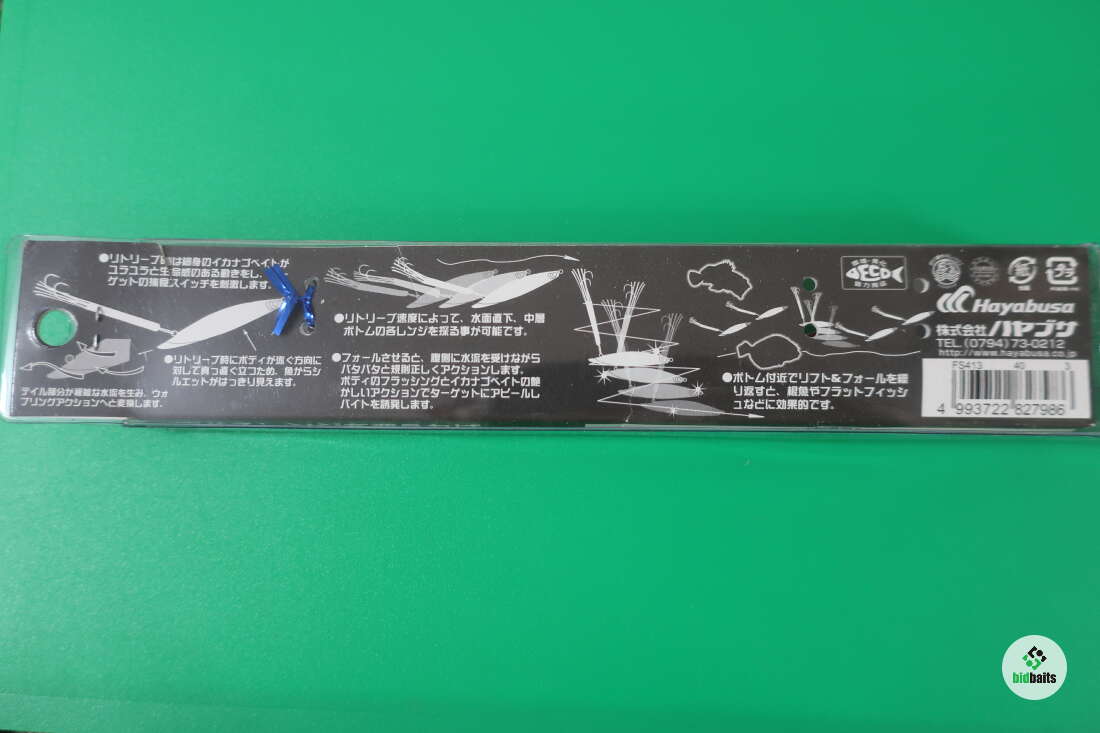 ●リトリーブ時は細身のイカナゴベイトが
ユラユラと生命感のある動きをし、
ゲットの捕食スイッチを刺激します。
●リトリーブ時にボディが泳ぐ方向に
対して真っ直ぐ立つため、魚からシ
ルエットがはっきり見えます。
テイル部分が複雑な水流を生み、ウォ
ブリングアクションへと変換します。
●リトリーブ速度によって、水面直下、中層
ボトムの各レンジを探る事が可能です。
●フォールさせると、腹側に水流を受けながら
パタパタと規則正しくアクションします。
ボディのフラッシングとイカナゴベイトの艶
かしいアクションでターゲットにアピールし
バイトを誘発します。
●ボトム付近でリフト&フォールを繰
り返すと、根魚やフラットフィッシ
ュなどに効果的です。
ECO
プラ
Hayabusa
株式会社ハヤブサ
TEL.(0794)73-0212
http://www.hayabusa.co.jp
FS413 40 3
4 993722 827986
bidbaits